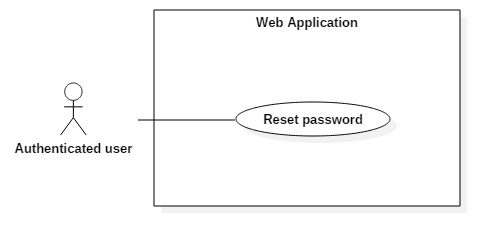 Web Application
Reset password
Authenticated user